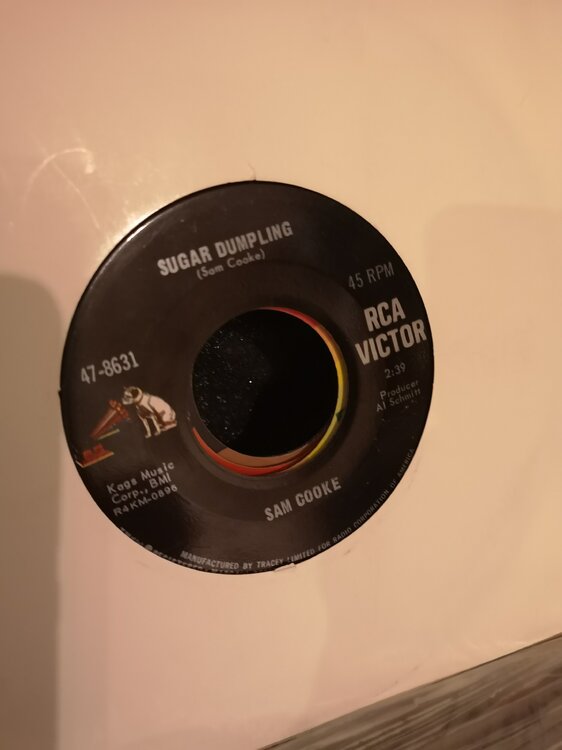 SUGAR DUMPLING
(Sam Cooke)
45 RPM
RCA
VICTOR
47-8631
2:39
Producer
Al Schmitt
Kags Music
Corp., BMI
R4KM-0896
SAM COOKE
MANUFACTURED BY TRACEY LIMITED FOR RADIO CORPORATION OF AMERICA